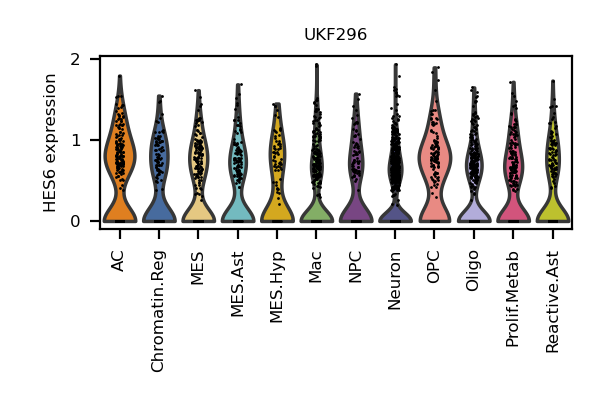 UKF296
HES6 expression
2
1
0
AC
Chromatin.Reg
MES
MES.Ast
MES.Hyp
Mac
NPC
Neuron
OPC
Oligo
Prolif.Metab
Reactive.Ast